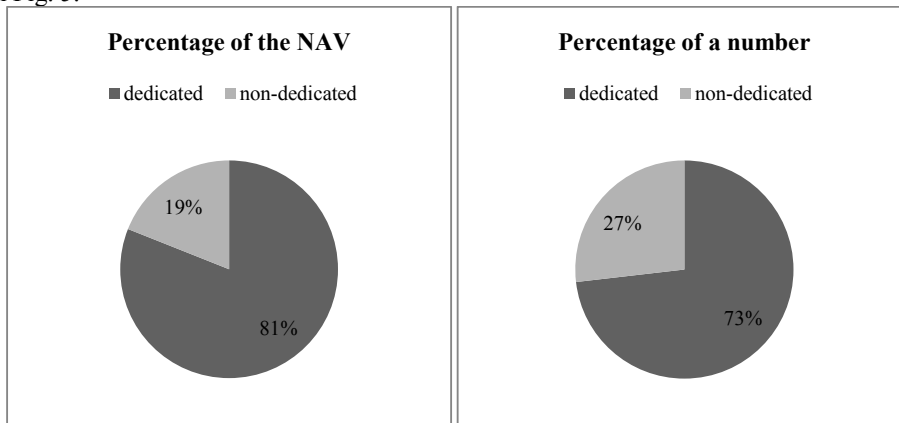 Percentage of the NAV
dedicated non-dedicated
19%
81%
Percentage of a number
dedicated non-dedicated
27%
73%